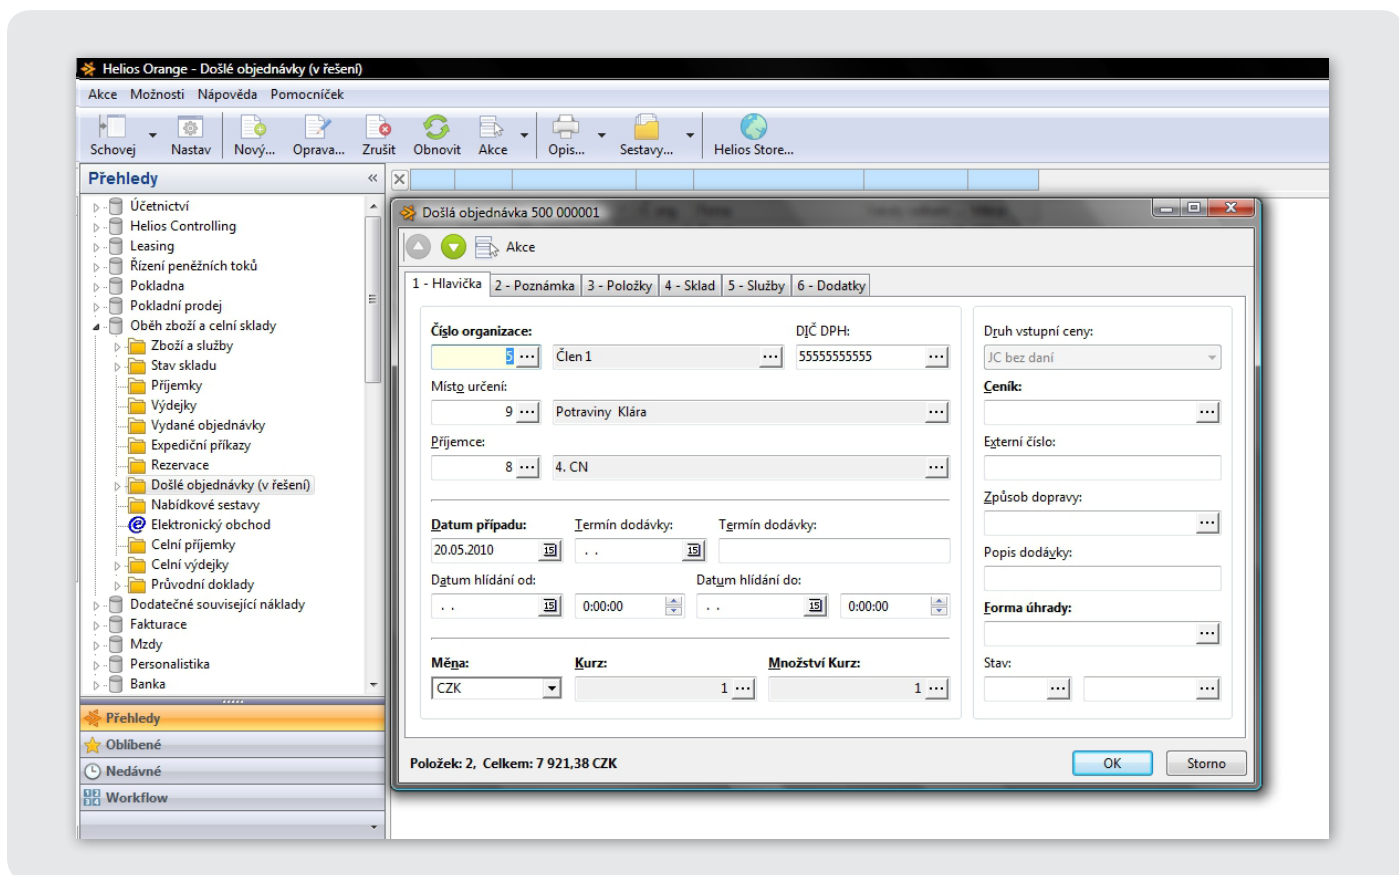 Helios Orange - Došlé objednávky (v řešení)
Akce Možnosti Nápověda Pomocníček
Schovej Nastav Nový... Oprava... Zrušit Obnovit Akce Opis... Sestavy... Helios Store...
Přehledy «
Účetnictví
Helios Controlling
Leasing
Řízení peněžních toků
Pokladna
Pokladní prodej
Oběh zboží a celní sklady
Zboží a služby
Stav skladu
Příjemky
Výdejky
Vydané objednávky
Expediční příkazy
Rezervace
Došlé objednávky (v řešení)
Nabídkové sestavy
Elektronický obchod
Celní příjemky
Celní výdejky
Průvodní doklady
Dodatečné související náklady
Fakturace
Mzdy
Personalistika
Banka
Přehledy
Oblíbené
Nedávné
Workflow
Došlá objednávka 500 000001
Akce
1 - Hlavička 2 - Poznámka 3 - Položky 4 - Sklad 5 - Služby 6 - Dodatky
Číslo organizace: DIČ DPH:
5 ... Člen 1 ... 55555555555 ...
Místo určení:
9 ... Potraviny Klára ...
Příjemce:
8 ... 4. CN ...
Datum případu: Termín dodávky: Termín dodávky:
20.05.2010 15 . . 15
Datum hlídání od: Datum hlídání do:
. . 15 0:00:00 . . 15 0:00:00
Měna: Kurz: Množství Kurz:
CZK 1 ... 1 ...
Druh vstupní ceny:
JC bez daní
Ceník:
...
Externí číslo:
Způsob dopravy:
...
Popis dodávky:
Forma úhrady:
...
Stav:
... ...
Položek: 2, Celkem: 7 921,38 CZK
OK Storno